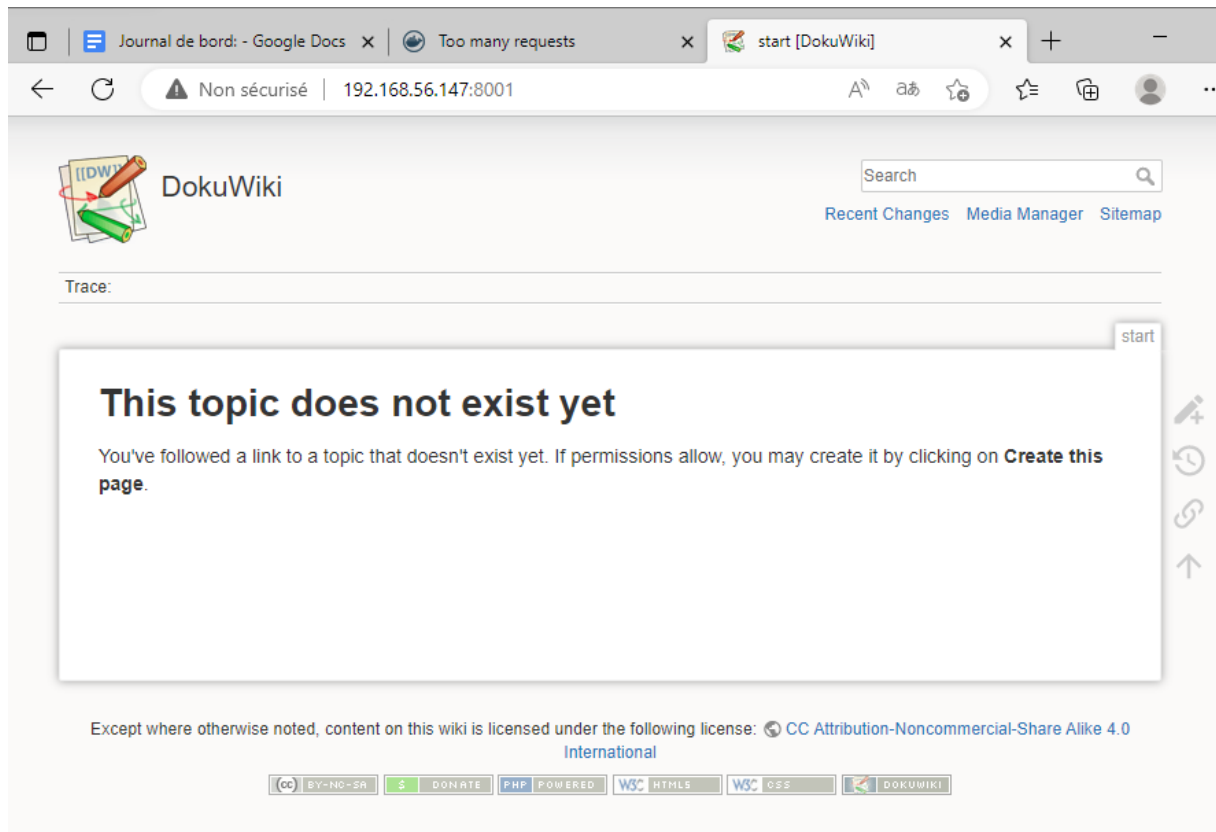 Journal de bord: - Google Docs
Too many requests
start [DokuWiki]
Non sécurisé
192.168.56.147:8001
[[DW]]
DokuWiki
Search
Recent Changes Media Manager Sitemap
Trace:
start
This topic does not exist yet
You've followed a link to a topic that doesn't exist yet. If permissions allow, you may create it by clicking on Create this
page.
Except where otherwise noted, content on this wiki is licensed under the following license: CC Attribution-Noncommercial-Share Alike 4.0
International
(cc) BY-NC-SA $ DONATE PHP POWERED W3C HTML5 W3C CSS DOKUWIKI